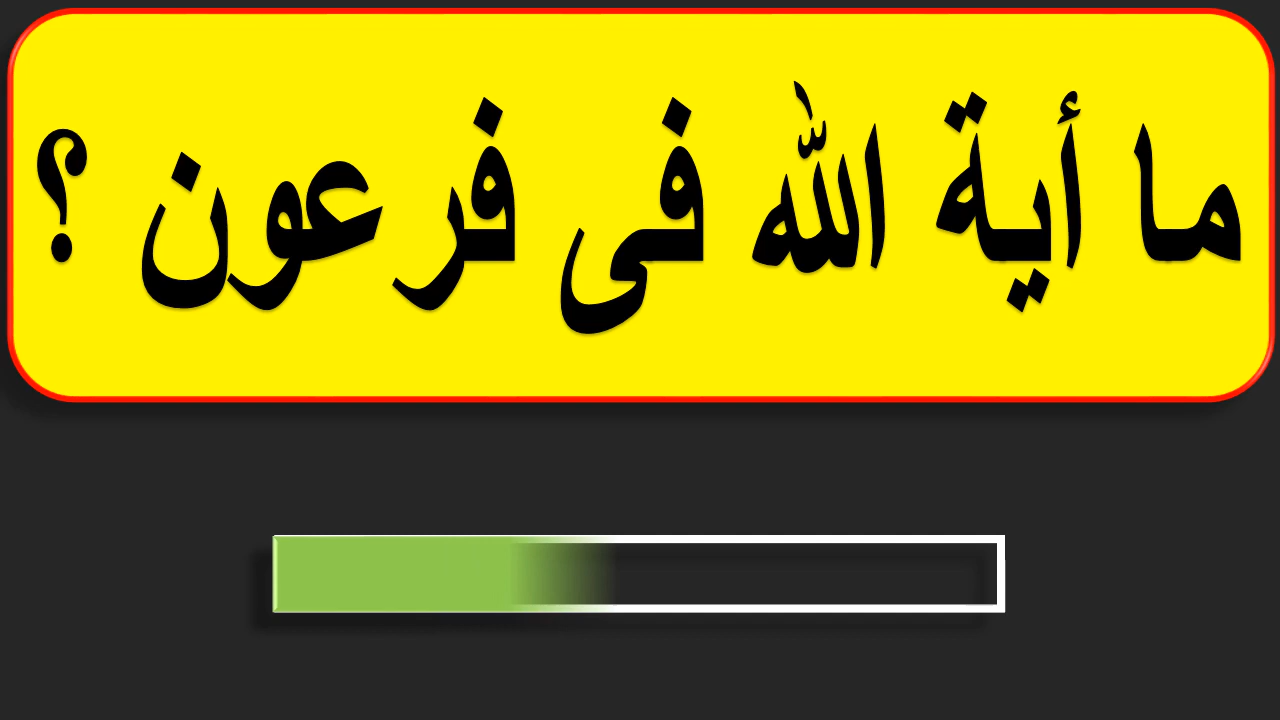 ما أية الله فى فرعون ؟